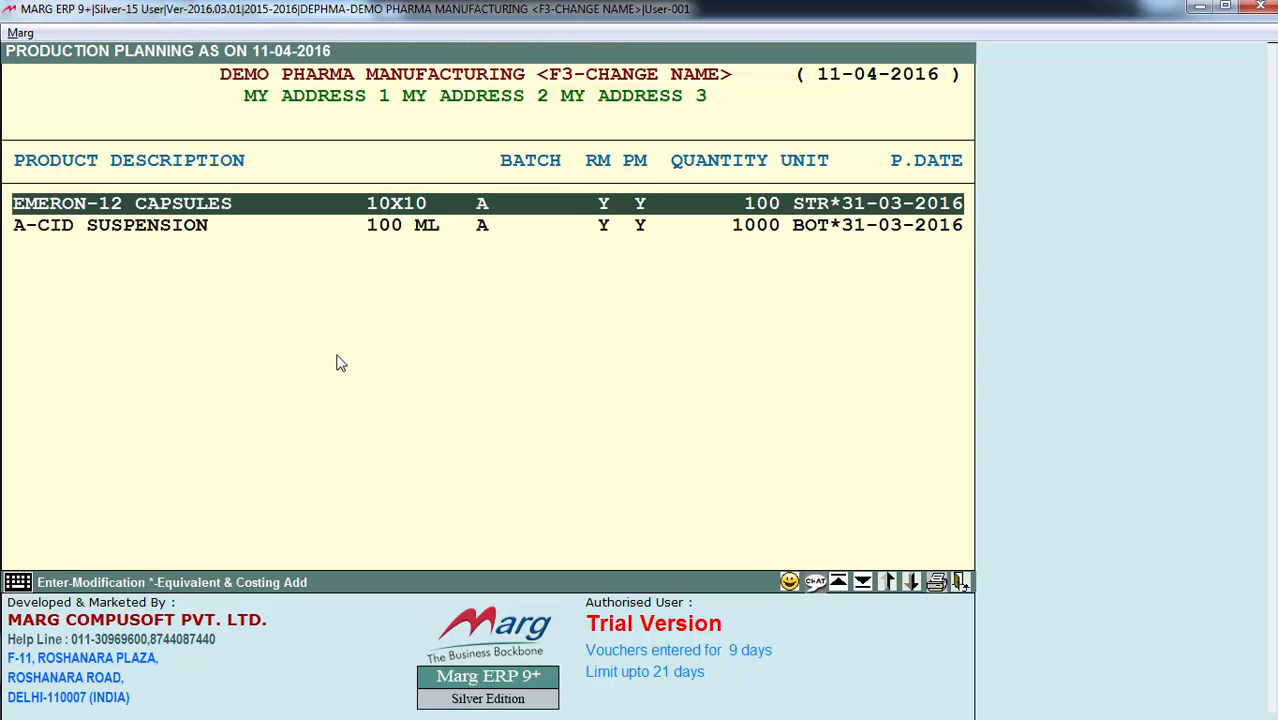 MARG ERP 9+|Silver-15 User|Ver-2016.03.01|2015-2016|DEPHMA-DEMO PHARMA MANUFACTURING <F3-CHANGE NAME>|User-001
Marg
PRODUCTION PLANNING AS ON 11-04-2016
DEMO PHARMA MANUFACTURING <F3-CHANGE NAME> ( 11-04-2016 )
MY ADDRESS 1 MY ADDRESS 2 MY ADDRESS 3
PRODUCT DESCRIPTION BATCH RM PM QUANTITY UNIT P.DATE
EMERON-12 CAPSULES 10X10 A Y Y 100 STR*31-03-2016
A-CID SUSPENSION 100 ML A Y Y 1000 BOT*31-03-2016
Enter-Modification *-Equivalent & Costing Add
CHAT
Developed & Marketed By :
MARG COMPUSOFT PVT. LTD.
Help Line : 011-30969600,8744087440
F-11, ROSHANARA PLAZA,
ROSHANARA ROAD,
DELHI-110007 (INDIA)
Marg
The Business Backbone
Marg ERP 9+
Silver Edition
Authorised User :
Trial Version
Vouchers entered for 9 days
Limit upto 21 days